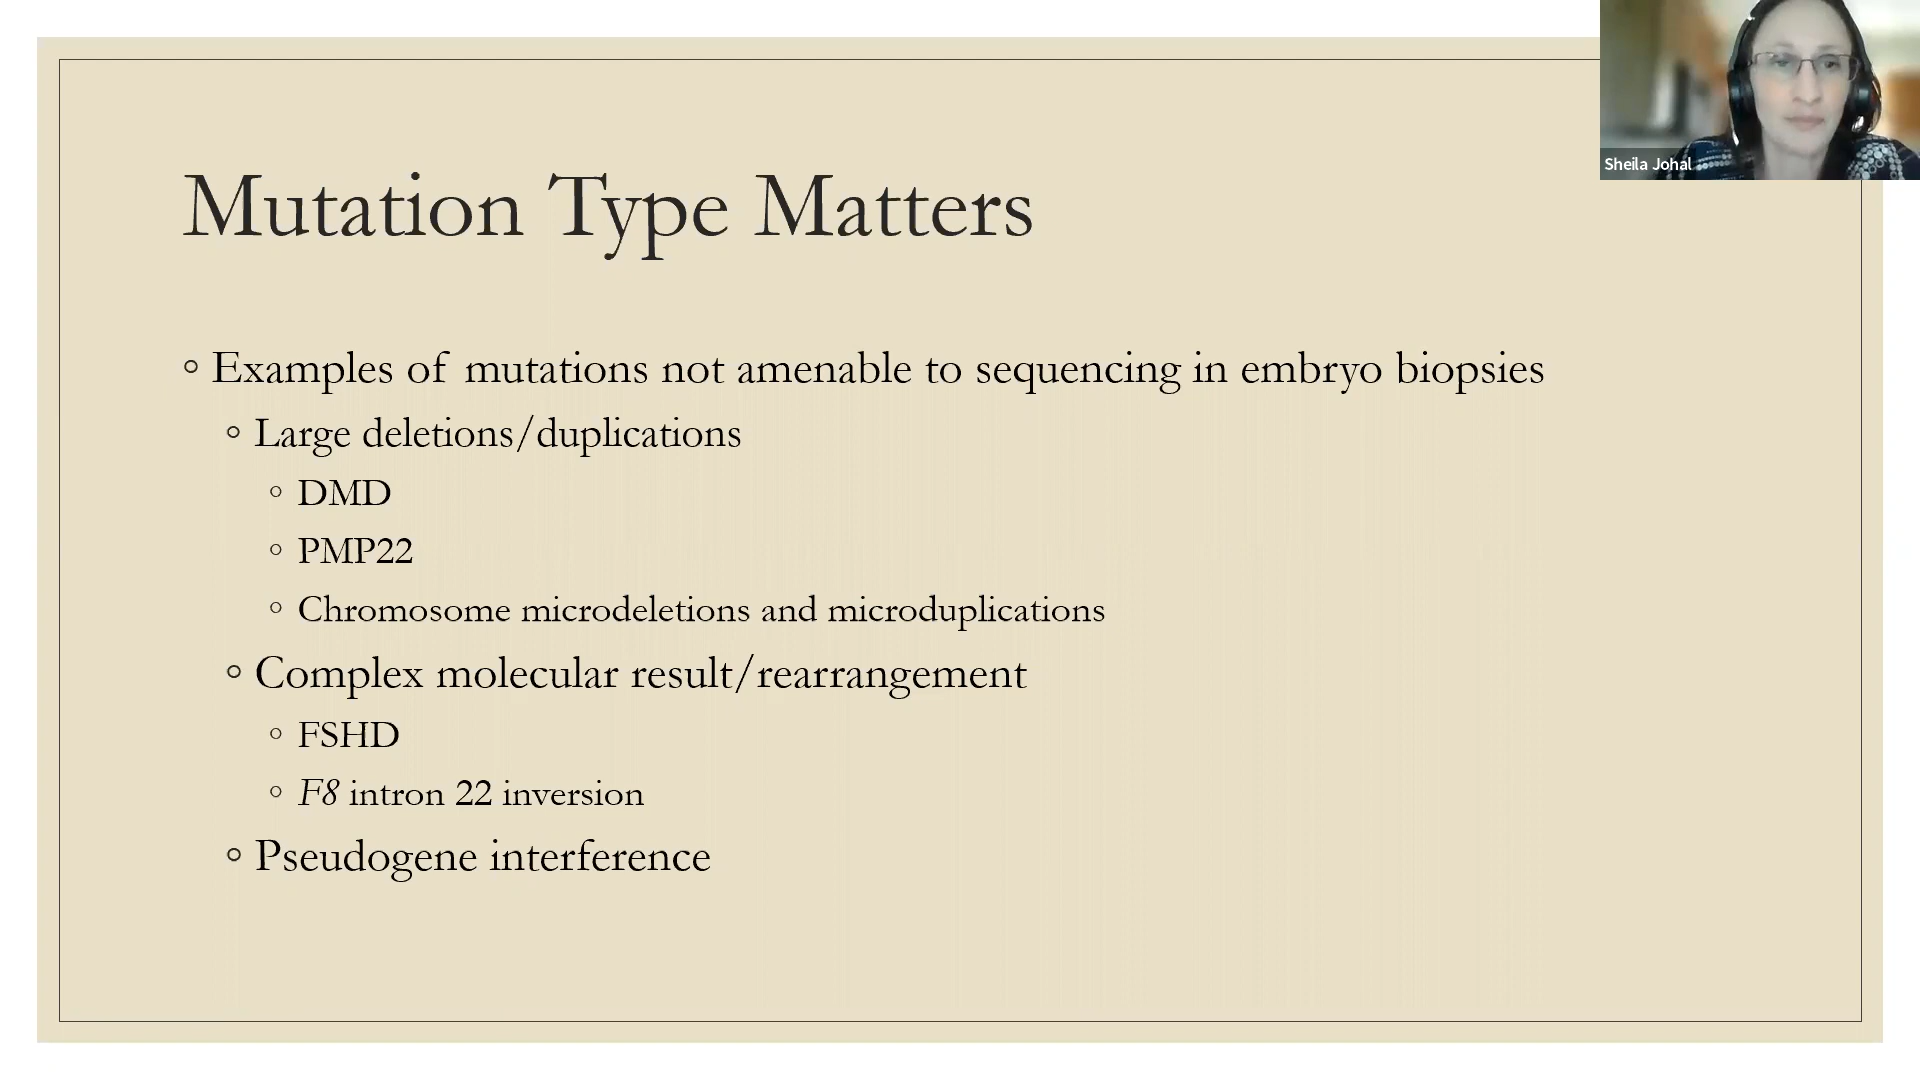 Mutation Type Matters
Sheila Johal
◦ Examples of mutations not amenable to sequencing in embryo biopsies
◦ Large deletions/duplications
◦ DMD
◦ PMP22
◦ Chromosome microdeletions and microduplications
◦ Complex molecular result/rearrangement
◦ FSHD
◦ F8 intron 22 inversion
◦ Pseudogene interference